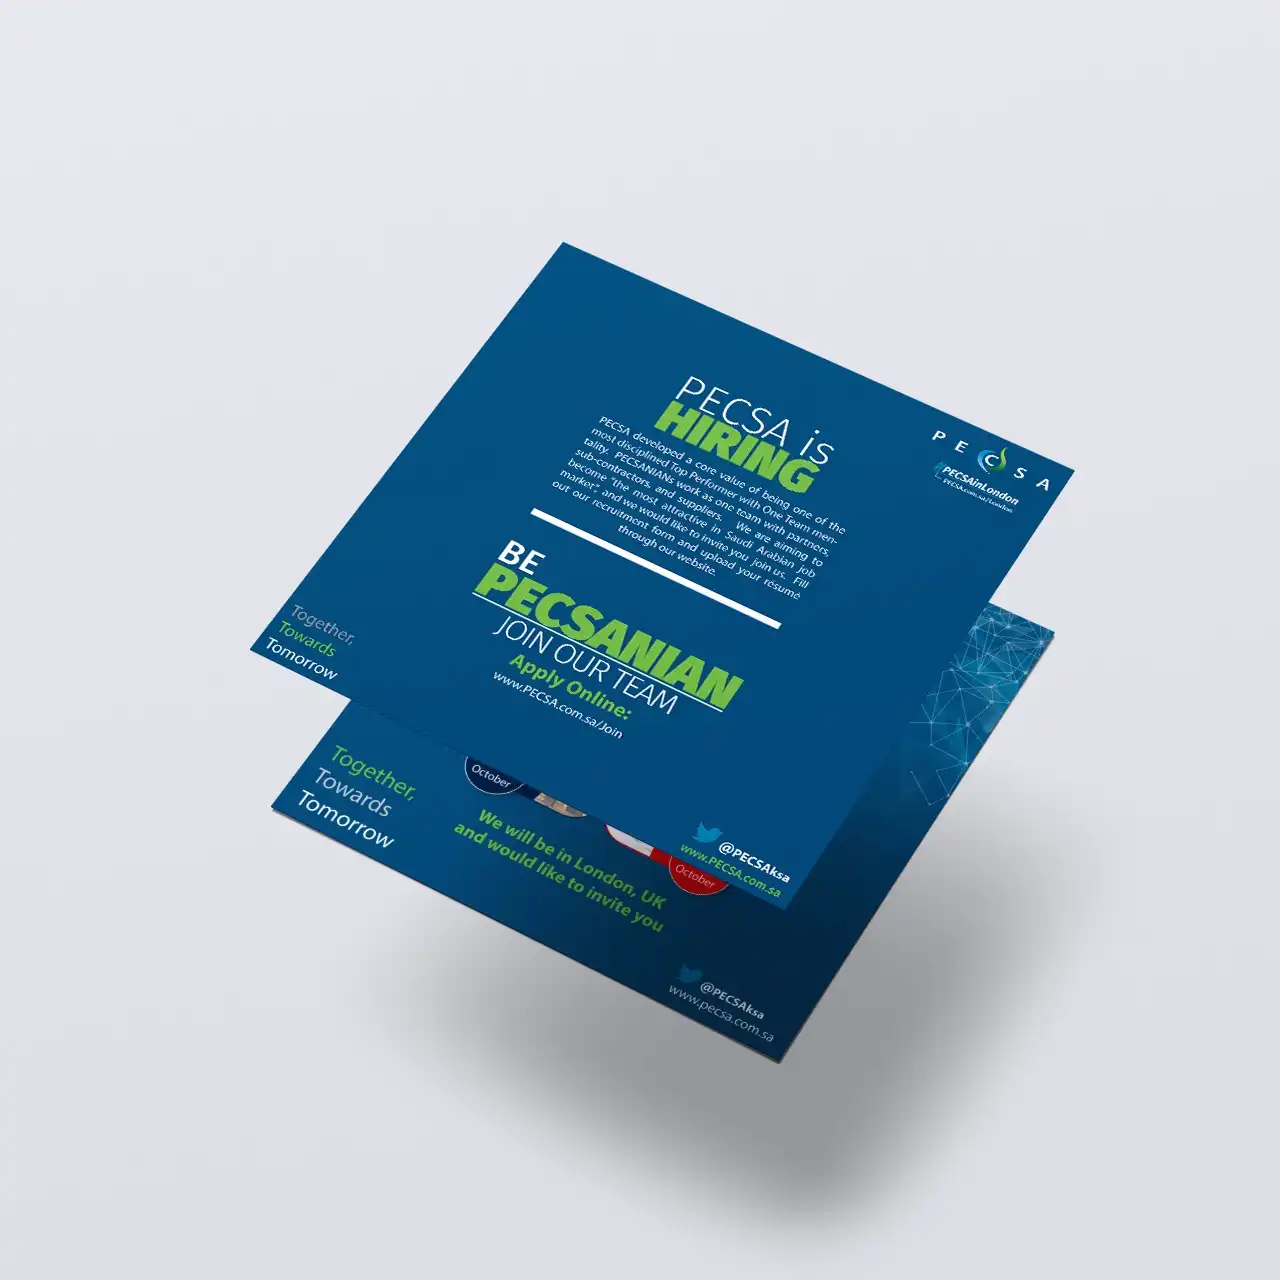 PECSA is
HIRING
PECSA developed a core value of being one of the
most disciplined Top Performer with One Team men-
tality. PECSANIANs work as one team with partners,
sub-contractors, and suppliers. We are aiming to
become "the most attractive in Saudi Arabian job
market", and we would like to invite you join us. Fill
out our recruitment form and upload your résumé
through our website.
BE
PECSANIAN
JOIN OUR TEAM
Apply Online:
www.PECSA.com.sa/Join
PECSA
#PECSAinLondon
PECSA.com.sa/London
Together,
Towards
Tomorrow
@PECSAksa
www.PECSA.com.sa
October
October
We will be in London, UK
and would like to invite you
Together,
Towards
Tomorrow
@PECSAksa
www.pecsa.com.sa